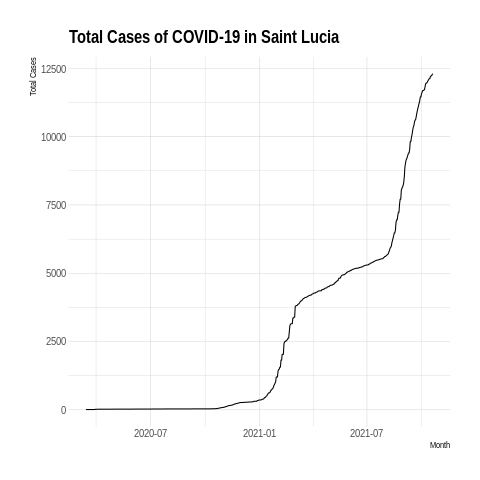 Total Cases of COVID-19 in Saint Lucia
Total Cases
12500
10000
7500
5000
2500
0
2020-07 2021-01 2021-07
Month